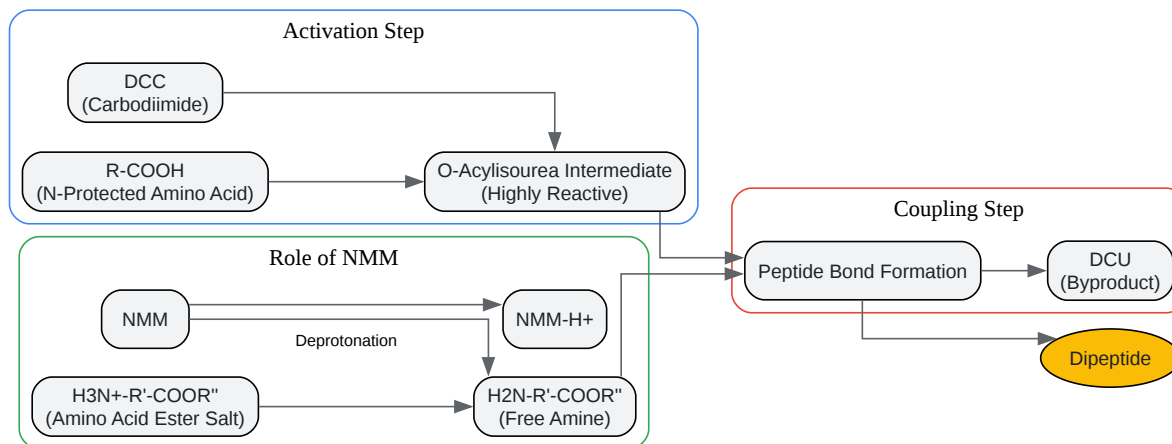 Activation Step
DCC
(Carbodiimide)
R-COOH
(N-Protected Amino Acid)
O-Acylisourea Intermediate
(Highly Reactive)
Role of NMM
NMM
Deprotonation
NMM-H+
H3N+-R'-COOR"
(Amino Acid Ester Salt)
H2N-R'-COOR"
(Free Amine)
Coupling Step
Peptide Bond Formation
DCU
(Byproduct)
Dipeptide